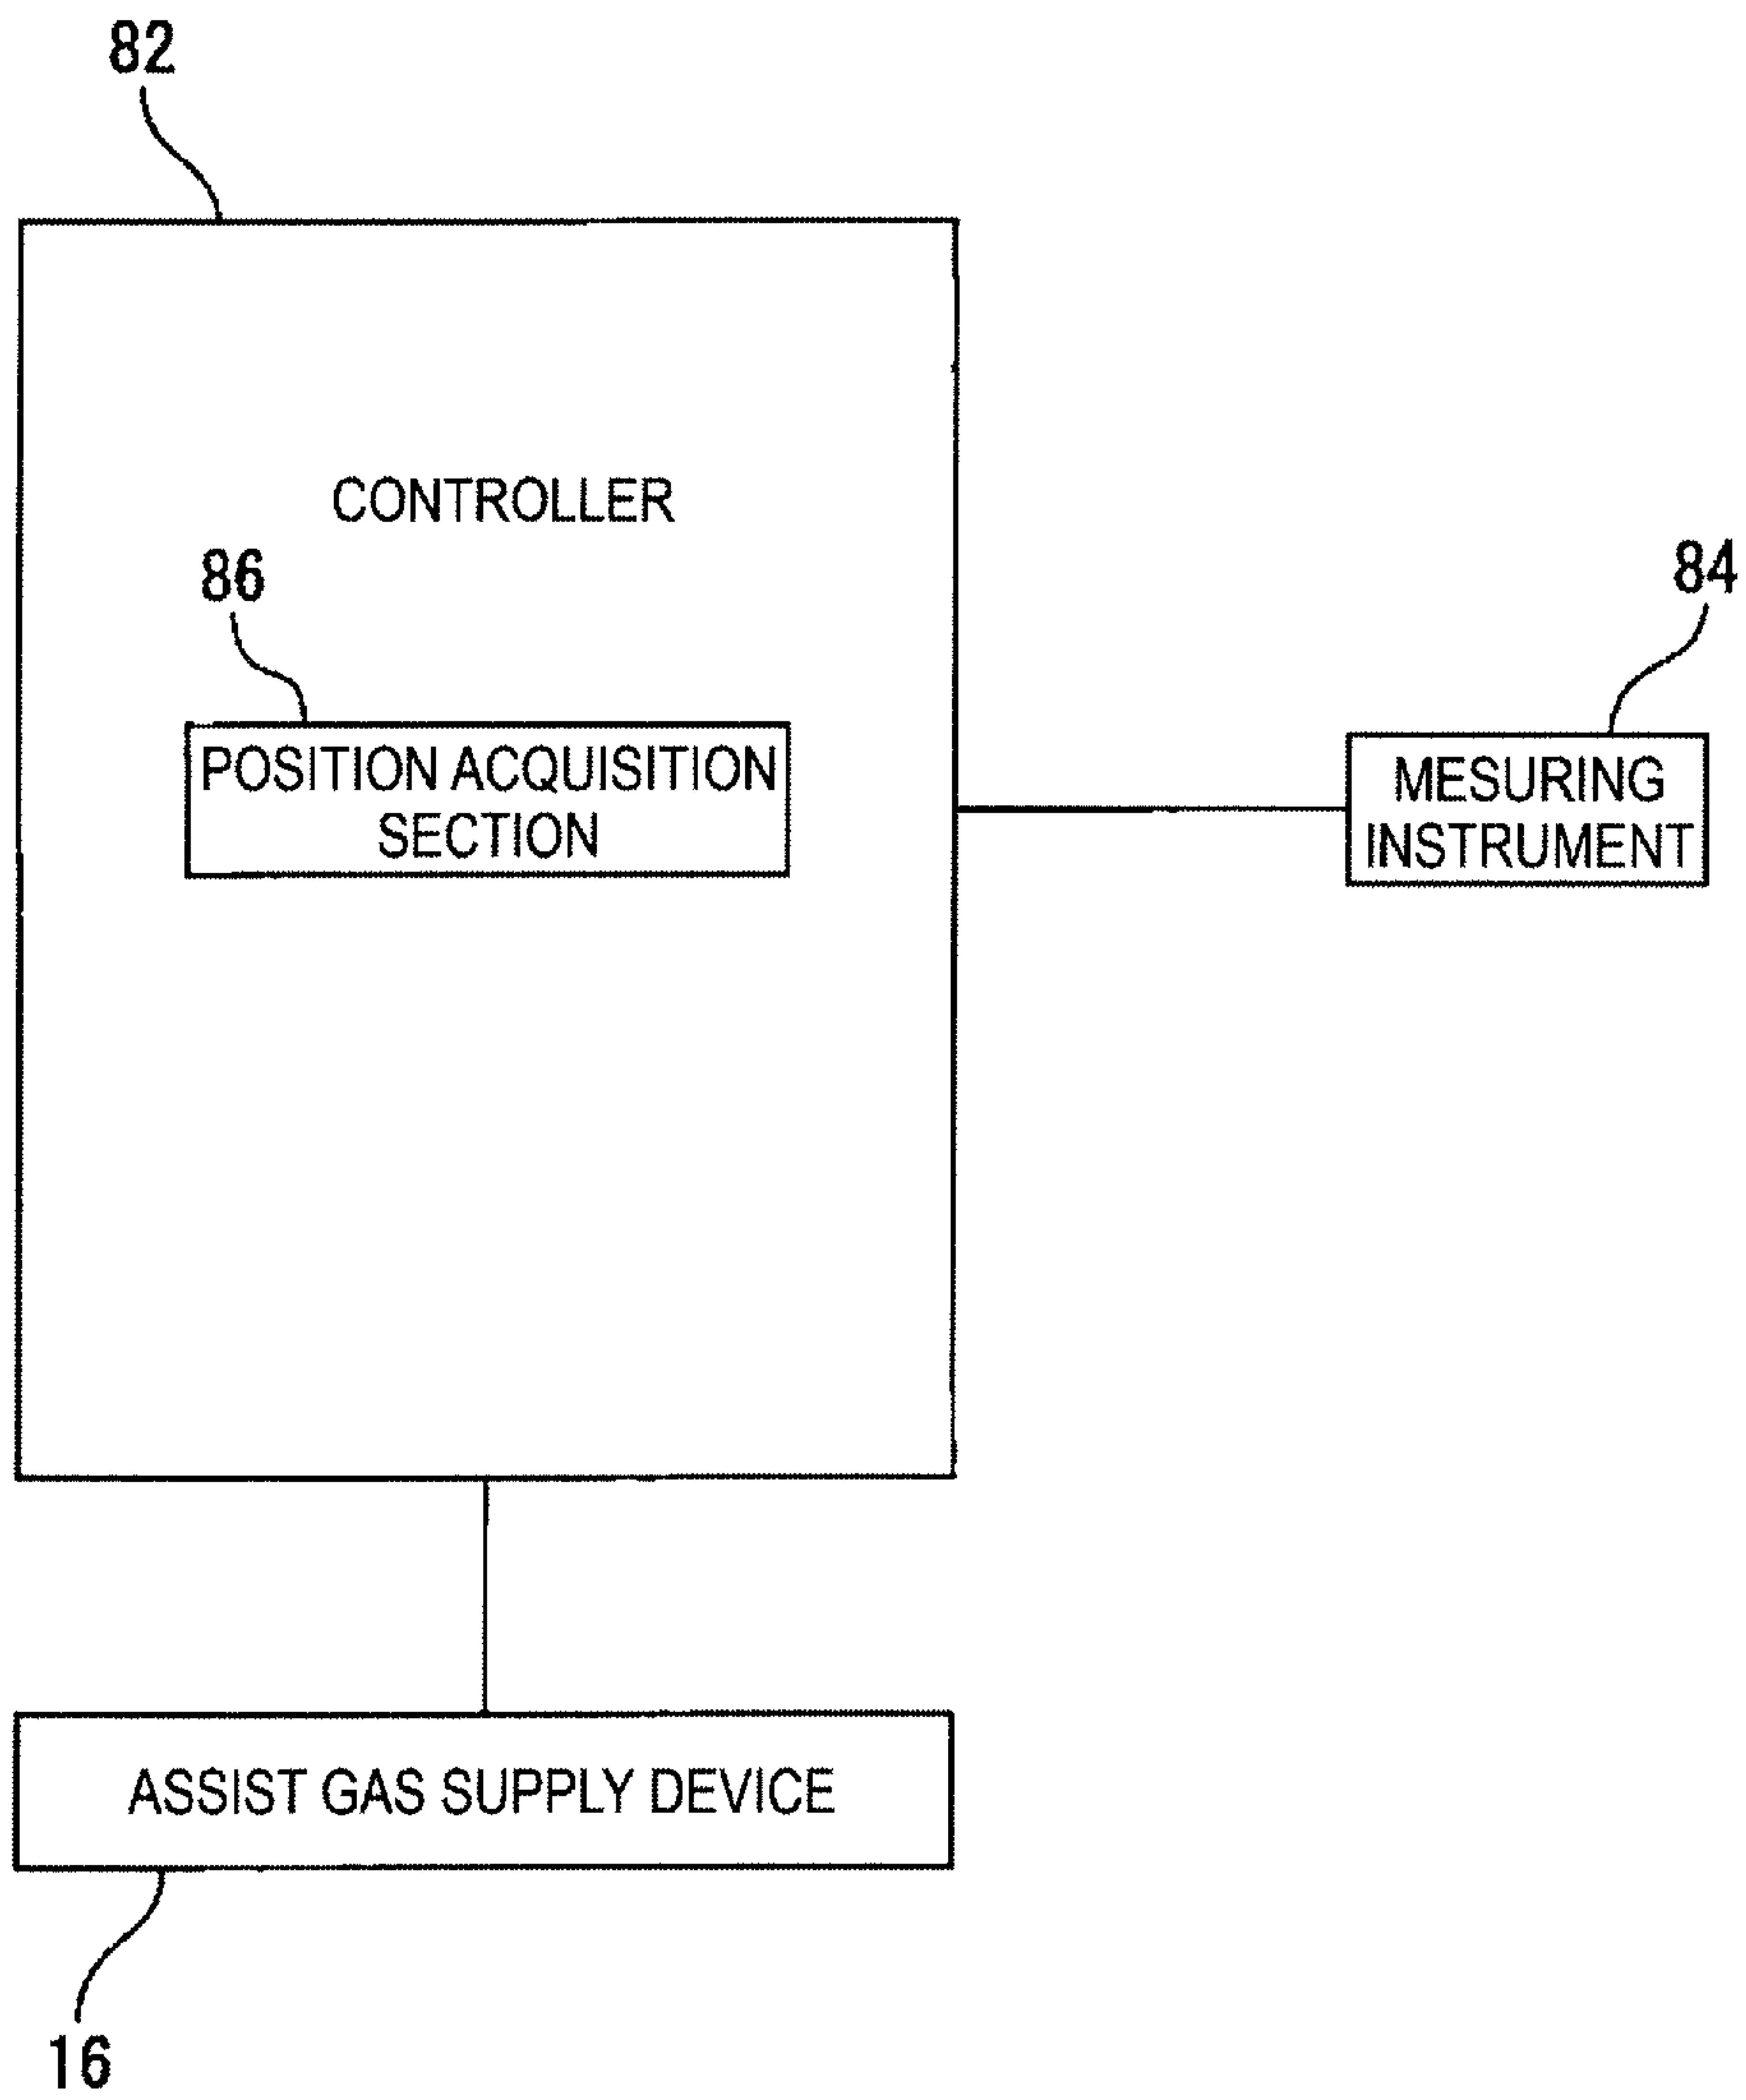 82
CONTROLLER
86
84
POSITION ACQUISITION
SECTION
MESURING
INSTRUMENT
ASSIST GAS SUPPLY DEVICE
16